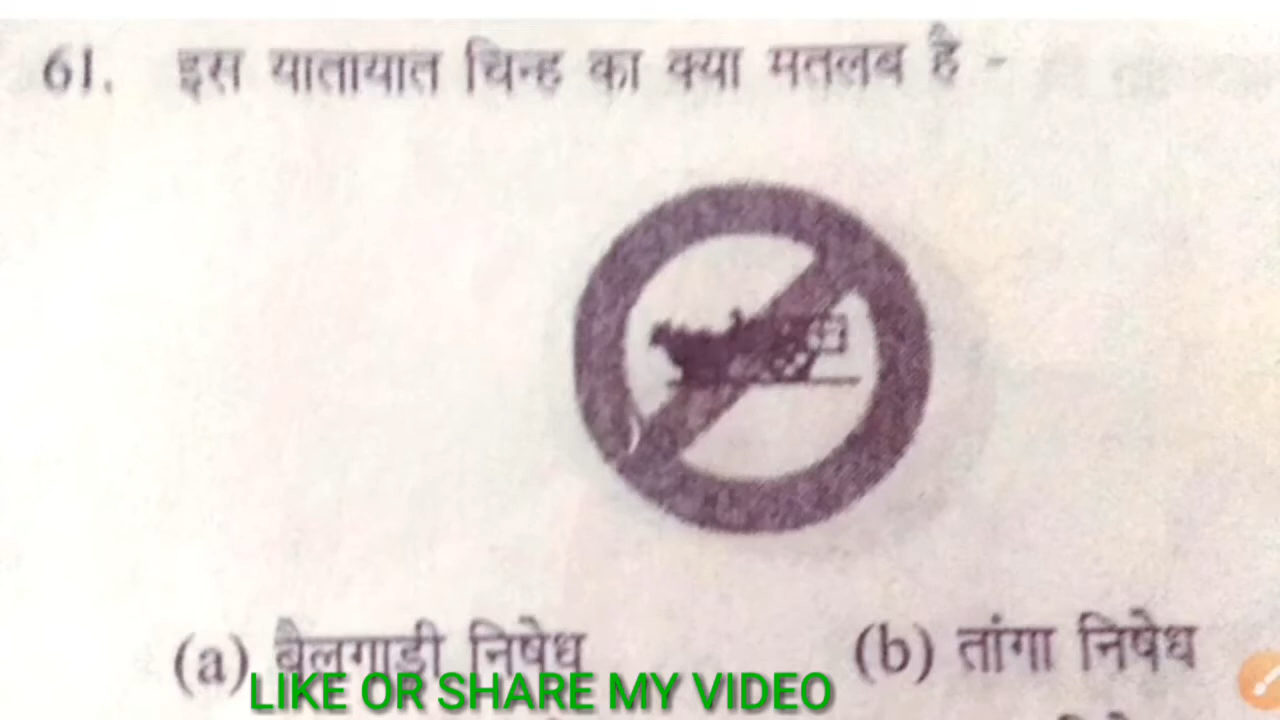 61. इस यातायात चिन्ह का क्या मतलब है -
(a) बैलगाड़ी निषेध (b) तांगा निषेध
LIKE OR SHARE MY VIDEO